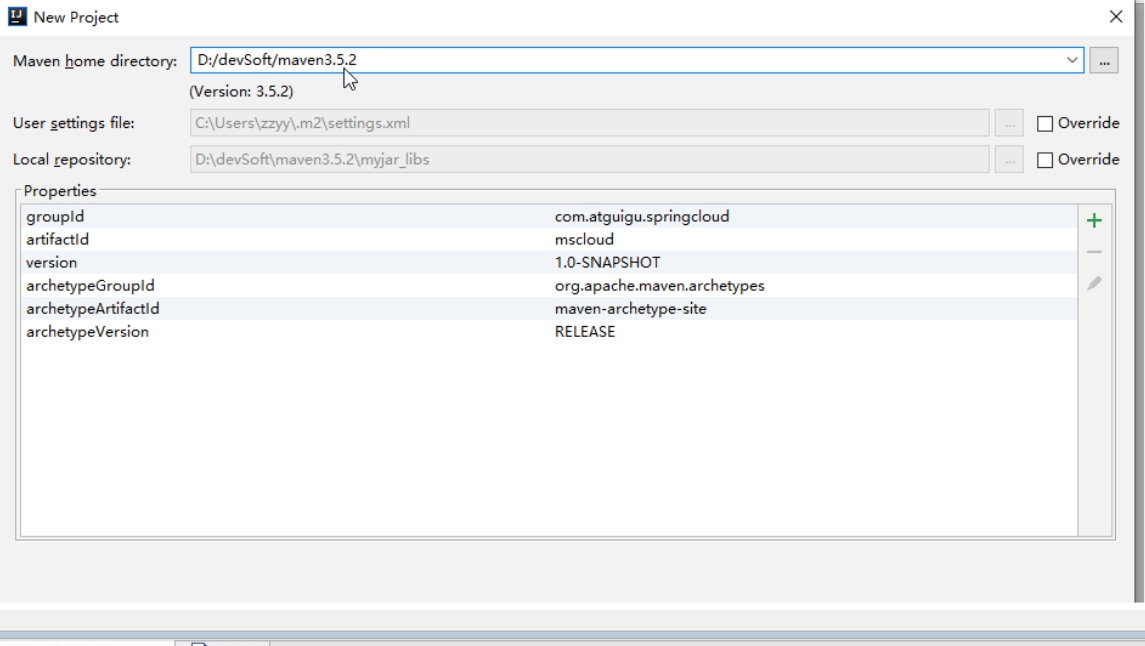 New Project
Maven home directory: D:/devSoft/maven3.5.2 ...
(Version: 3.5.2)
User settings file: C:\Users\zzyy\.m2\settings.xml ... Override
Local repository: D:\devSoft\maven3.5.2\myjar_libs ... Override
Properties
groupId com.atguigu.springcloud
artifactId mscloud
version 1.0-SNAPSHOT
archetypeGroupId org.apache.maven.archetypes
archetypeArtifactId maven-archetype-site
archetypeVersion RELEASE